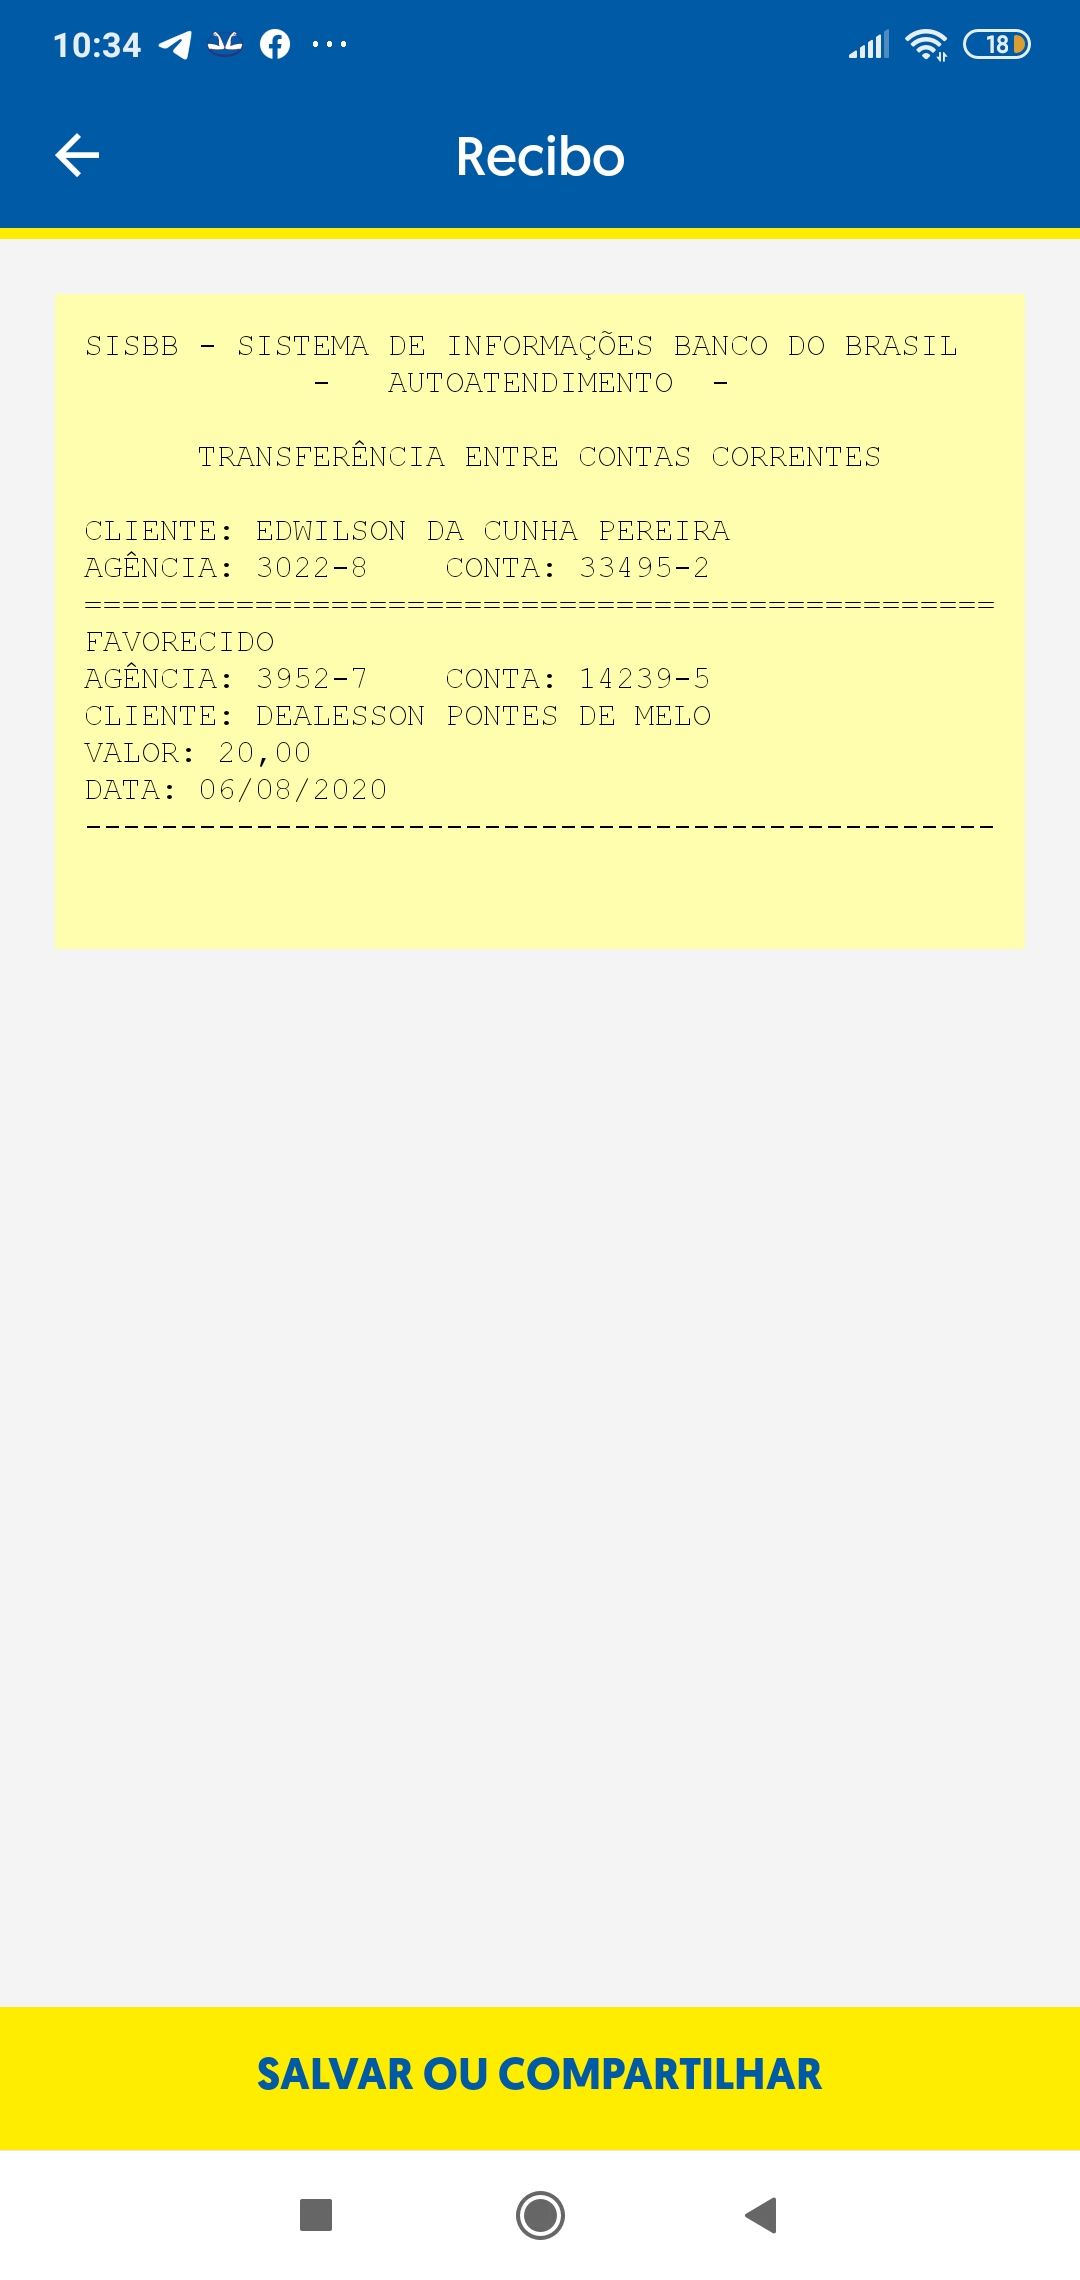 10:34
18
Recibo
SISBB - SISTEMA DE INFORMAÇÕES BANCO DO BRASIL
- AUTOATENDIMENTO -
TRANSFERÊNCIA ENTRE CONTAS CORRENTES
CLIENTE: EDWILSON DA CUNHA PEREIRA
AGÊNCIA: 3022-8 CONTA: 33495-2
================================================
FAVORECIDO
AGÊNCIA: 3952-7 CONTA: 14239-5
CLIENTE: DEALESSON PONTES DE MELO
VALOR: 20,00
DATA: 06/08/2020
------------------------------------------------
SALVAR OU COMPARTILHAR